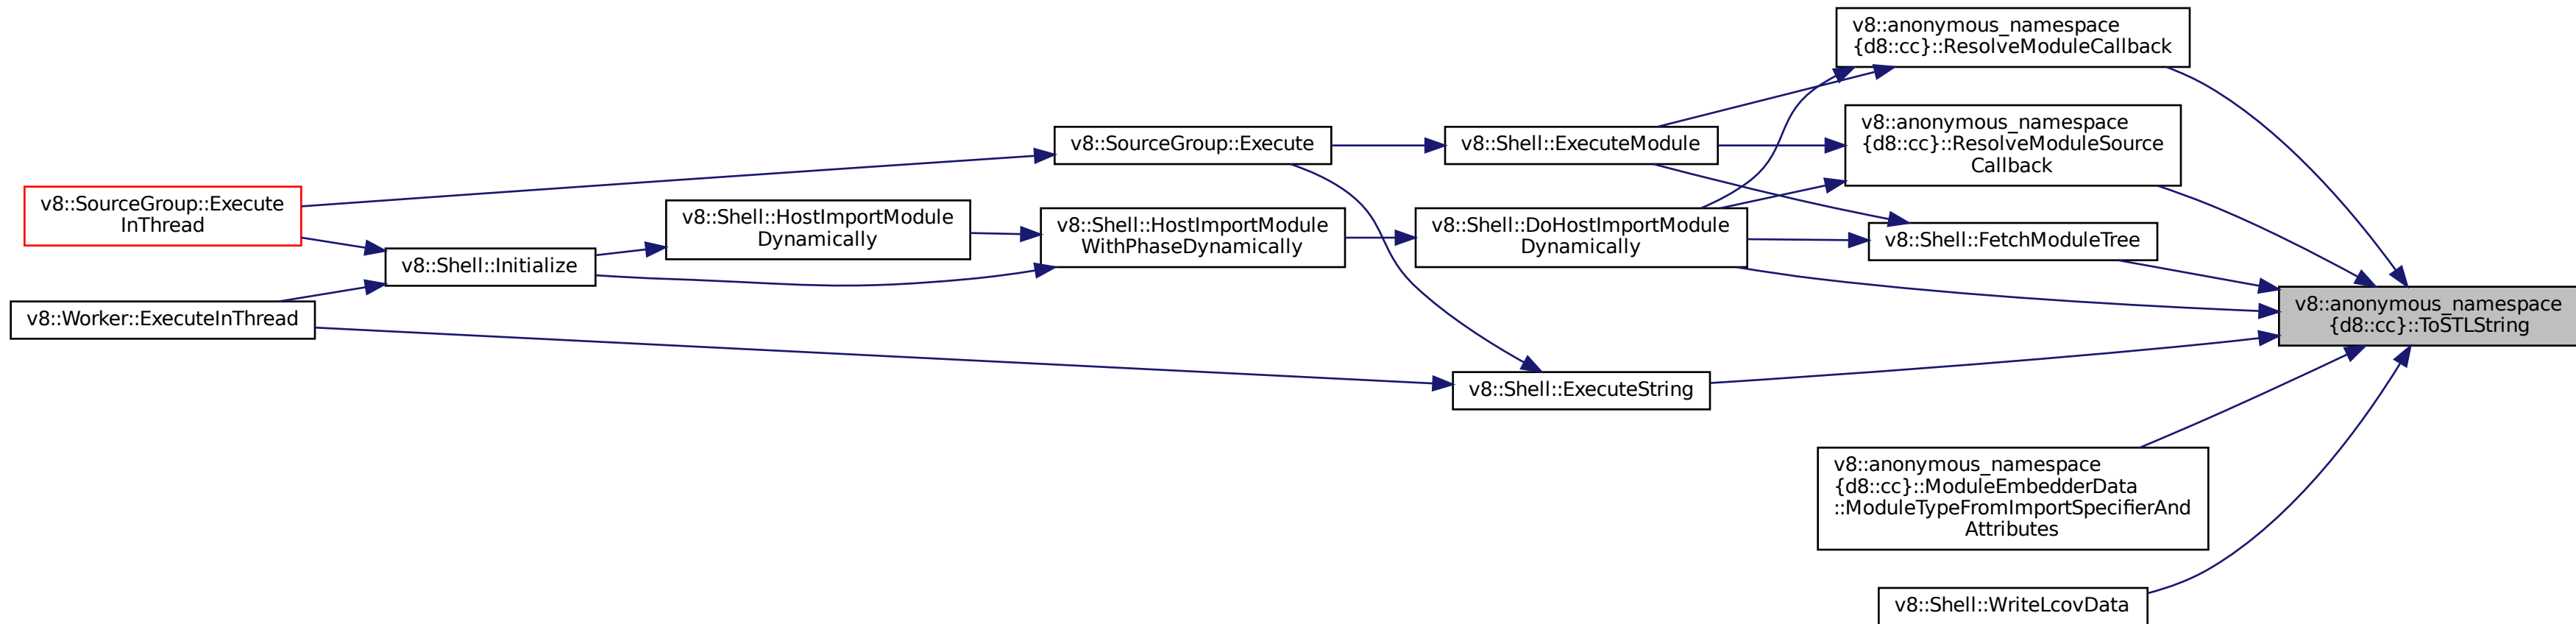 v8::anonymous_namespace
{d8::cc}::ResolveModuleCallback
v8::anonymous_namespace
{d8::cc}::ResolveModuleSource
Callback
v8::SourceGroup::Execute
v8::Shell::ExecuteModule
v8::SourceGroup::Execute
InThread
v8::Shell::HostImportModule
Dynamically
v8::Shell::HostImportModule
WithPhaseDynamically
v8::Shell::DoHostImportModule
Dynamically
v8::Shell::FetchModuleTree
v8::Shell::Initialize
v8::Worker::ExecuteInThread
v8::anonymous_namespace
{d8::cc}::ToSTLString
v8::Shell::ExecuteString
v8::anonymous_namespace
{d8::cc}::ModuleEmbedderData
::ModuleTypeFromImportSpecifierAnd
Attributes
v8::Shell::WriteLcovData